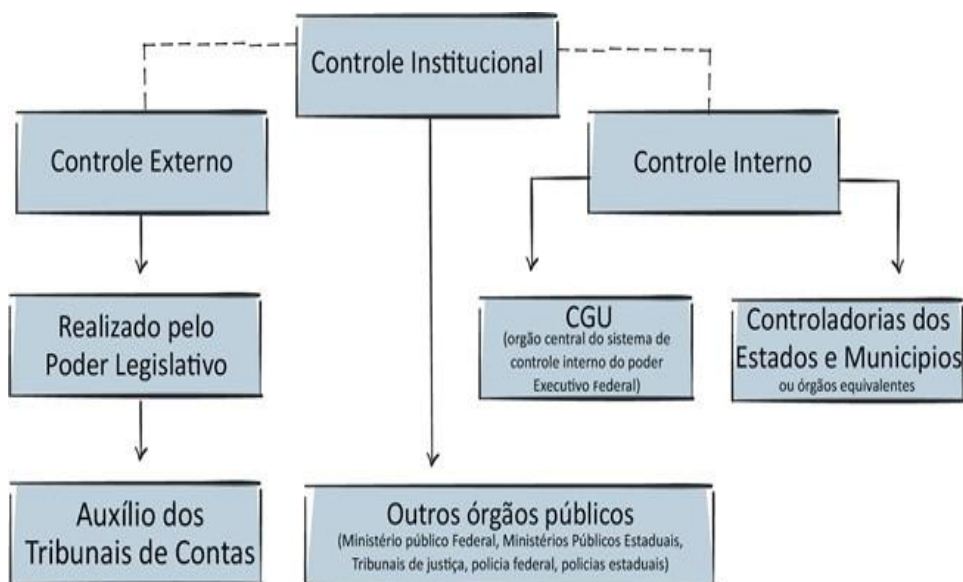 Controle Institucional
Controle Externo
Controle Interno
Realizado pelo
Poder Legislativo
CGU
(orgão central do sistema de
controle interno do poder
Executivo Federal)
Controladorias dos
Estados e Municipios
ou órgãos equivalentes
Auxílio dos
Tribunais de Contas
Outros órgãos públicos
(Ministério público Federal, Ministérios Públicos Estaduais,
Tribunais de justiça, policia federal, policias estaduais)